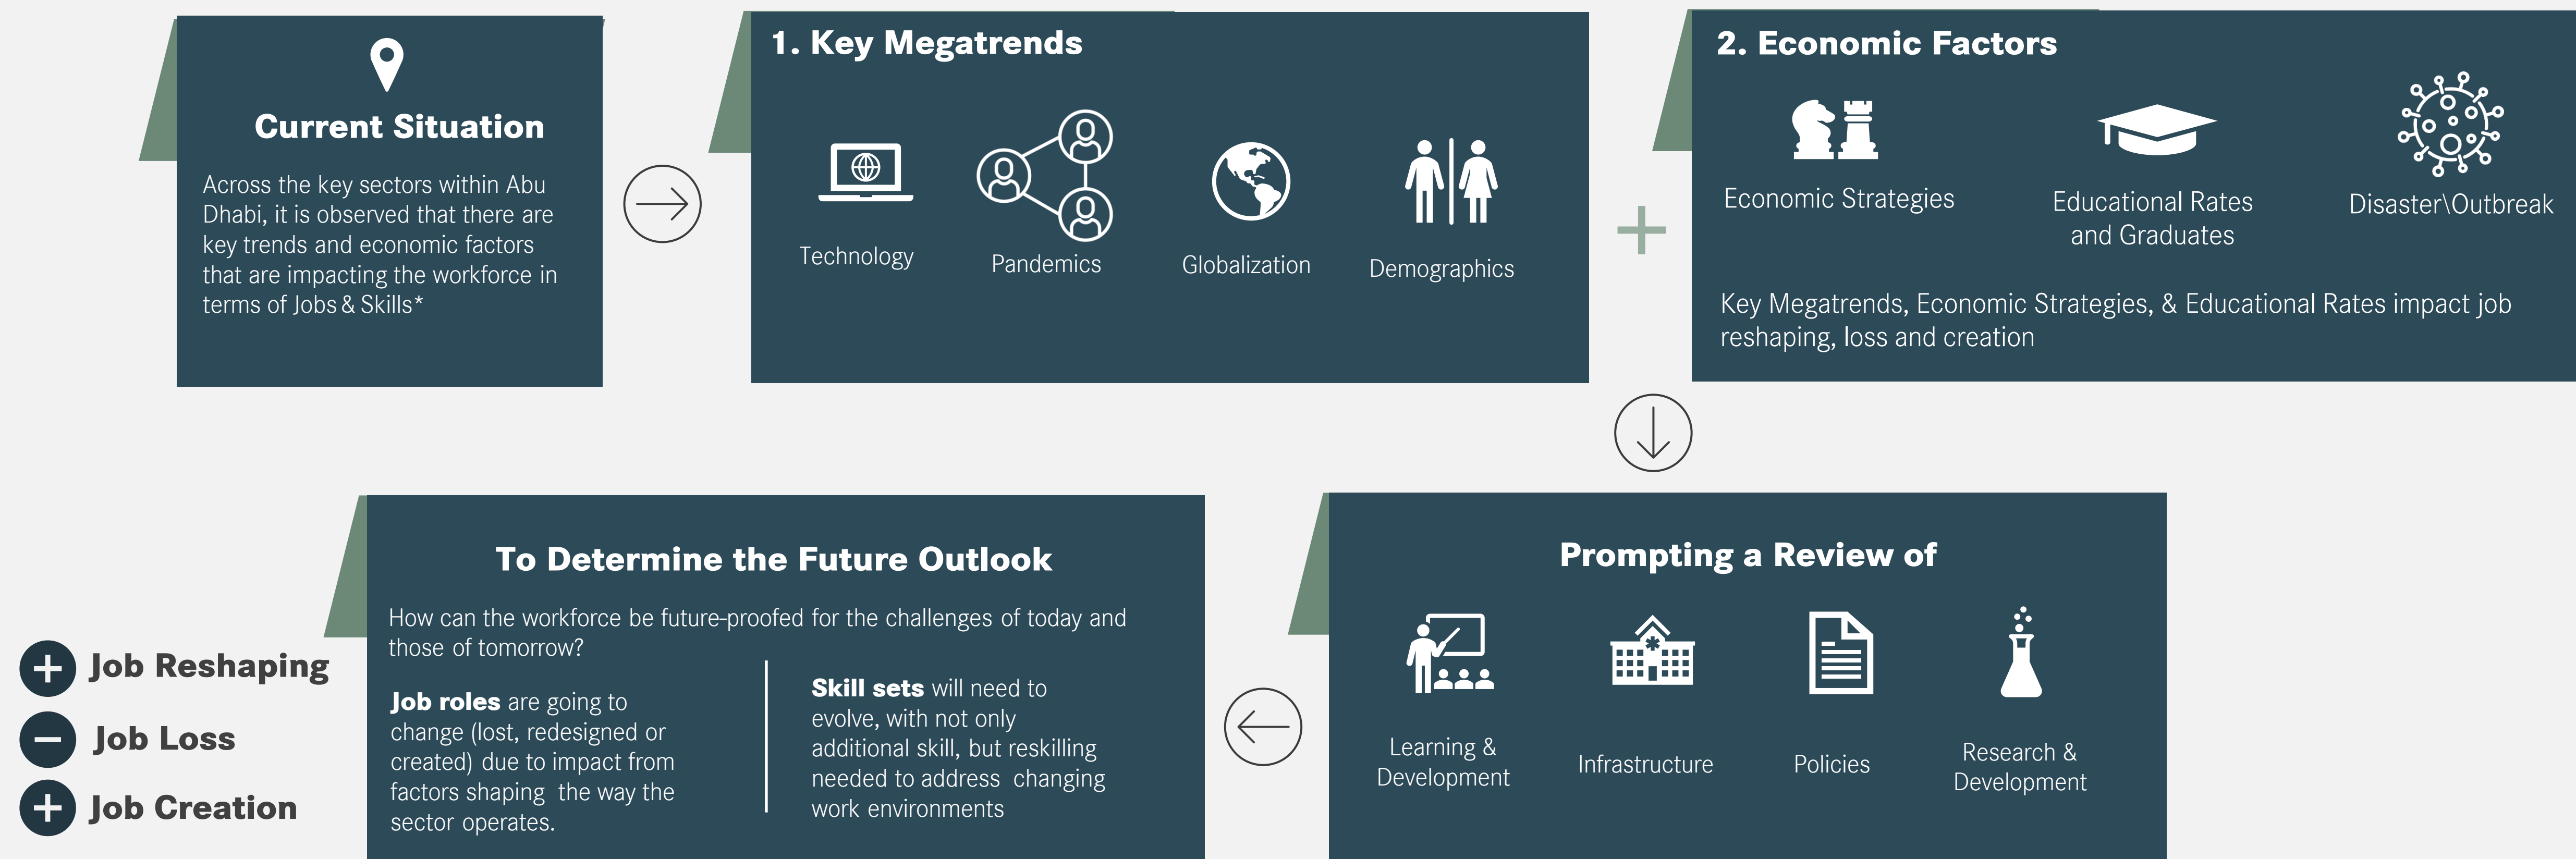 Current Situation
Across the key sectors within Abu
Dhabi, it is observed that there are
key trends and economic factors
that are impacting the workforce in
terms of Jobs & Skills*
1. Key Megatrends
Technology
Pandemics
Globalization
Demographics
+
2. Economic Factors
Economic Strategies
Educational Rates
and Graduates
Disaster\Outbreak
Key Megatrends, Economic Strategies, & Educational Rates impact job
reshaping, loss and creation
Prompting a Review of
Learning &
Development
Infrastructure
Policies
Research &
Development
To Determine the Future Outlook
How can the workforce be future-proofed for the challenges of today and
those of tomorrow?
Job roles are going to
change (lost, redesigned or
created) due to impact from
factors shaping  the way the
sector operates.
Skill sets will need to
evolve, with not only
additional skill, but reskilling
needed to address  changing
work environments
+ Job Reshaping
− Job Loss
+ Job Creation